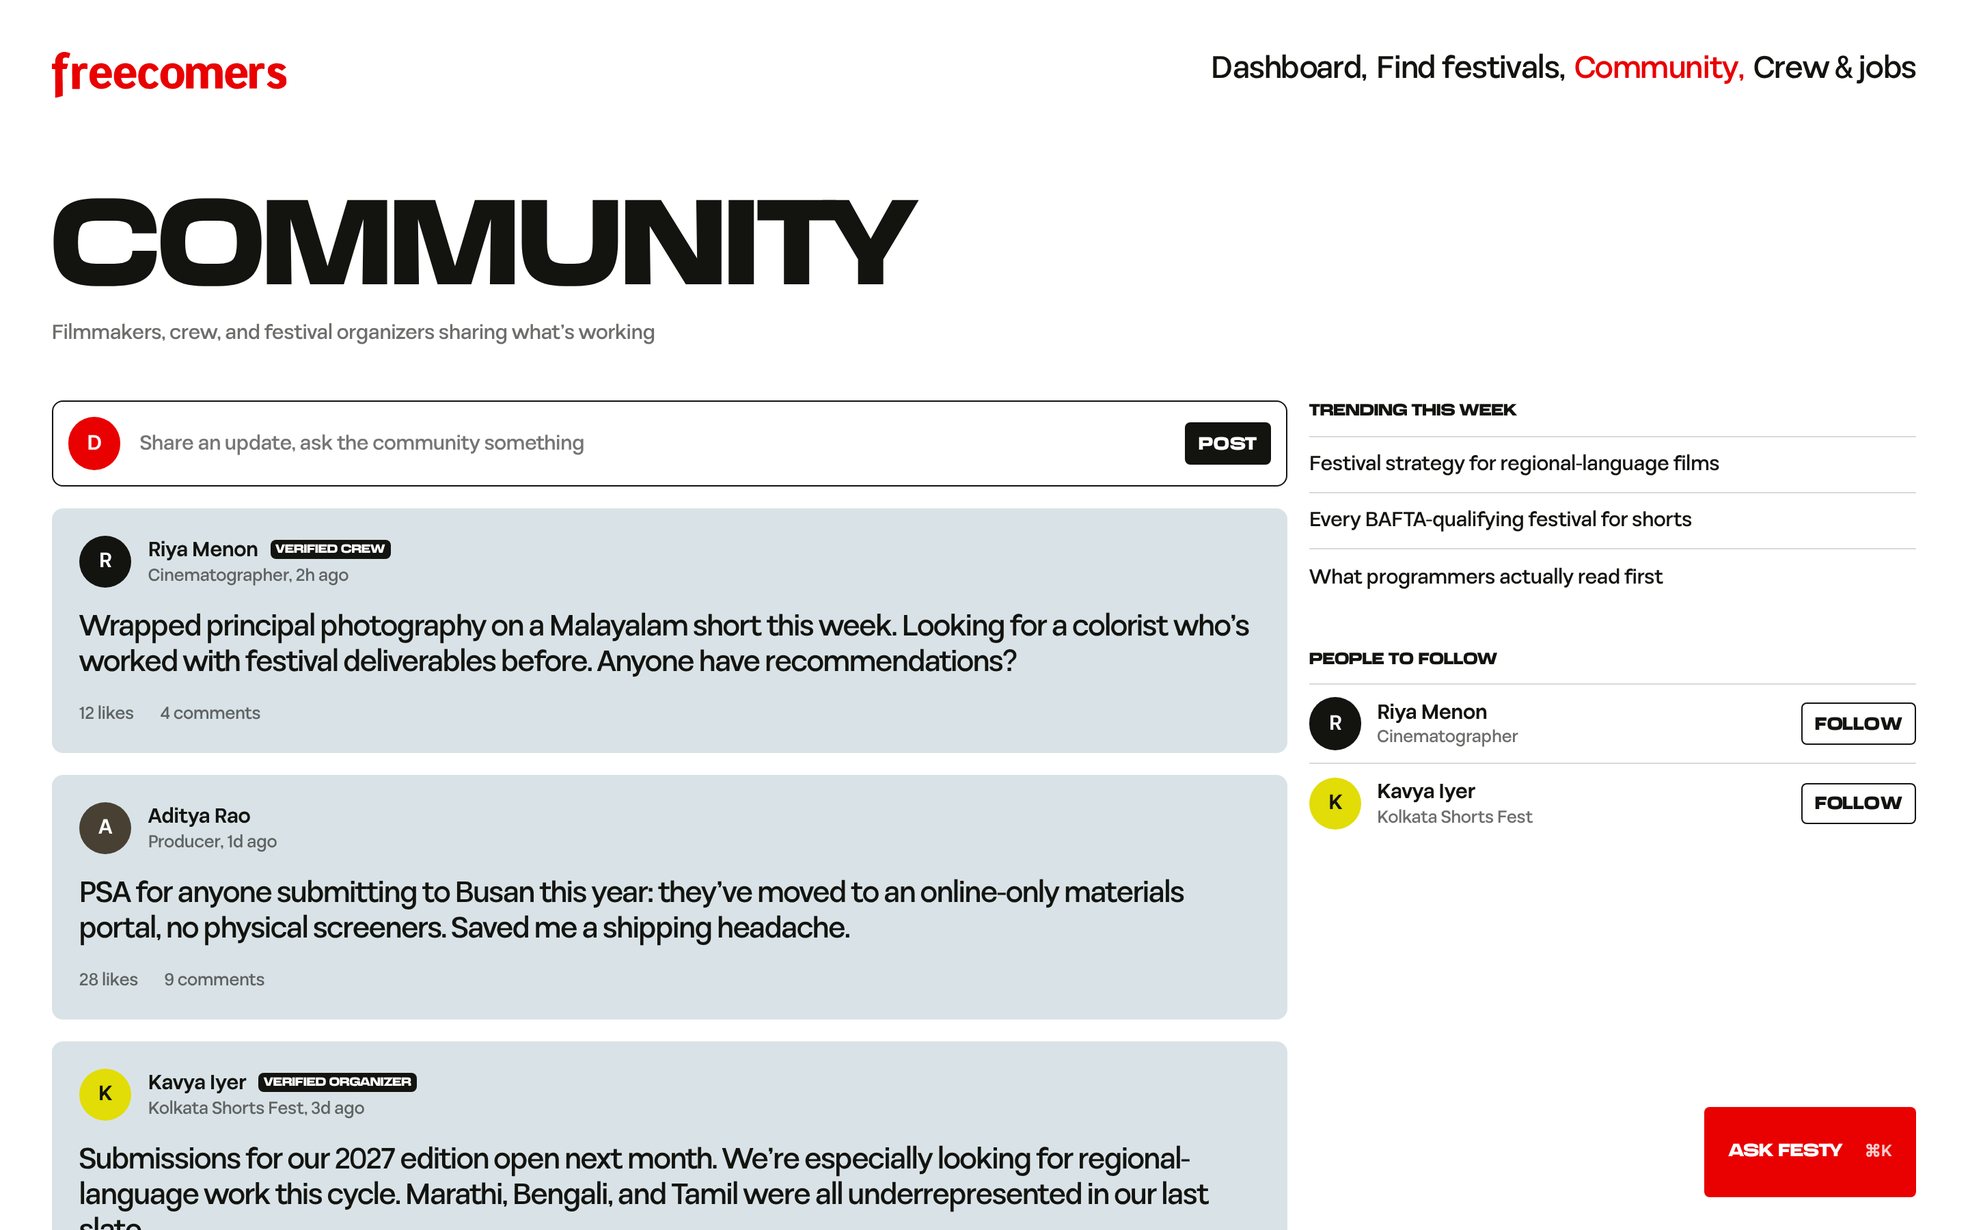 freecomers
Dashboard, Find festivals, Community, Crew & jobs
COMMUNITY
Filmmakers, crew, and festival organizers sharing what’s working
D
Share an update, ask the community something
POST
R
Riya Menon
VERIFIED CREW
Cinematographer, 2h ago
Wrapped principal photography on a Malayalam short this week. Looking for a colorist who’s
worked with festival deliverables before. Anyone have recommendations?
12 likes
4 comments
A
Aditya Rao
Producer, 1d ago
PSA for anyone submitting to Busan this year: they’ve moved to an online-only materials
portal, no physical screeners. Saved me a shipping headache.
28 likes
9 comments
K
Kavya Iyer
VERIFIED ORGANIZER
Kolkata Shorts Fest, 3d ago
Submissions for our 2027 edition open next month. We’re especially looking for regional-
language work this cycle. Marathi, Bengali, and Tamil were all underrepresented in our last
slate.
TRENDING THIS WEEK
Festival strategy for regional-language films
Every BAFTA-qualifying festival for shorts
What programmers actually read first
PEOPLE TO FOLLOW
R
Riya Menon
Cinematographer
FOLLOW
K
Kavya Iyer
Kolkata Shorts Fest
FOLLOW
ASK FESTY ⌘K